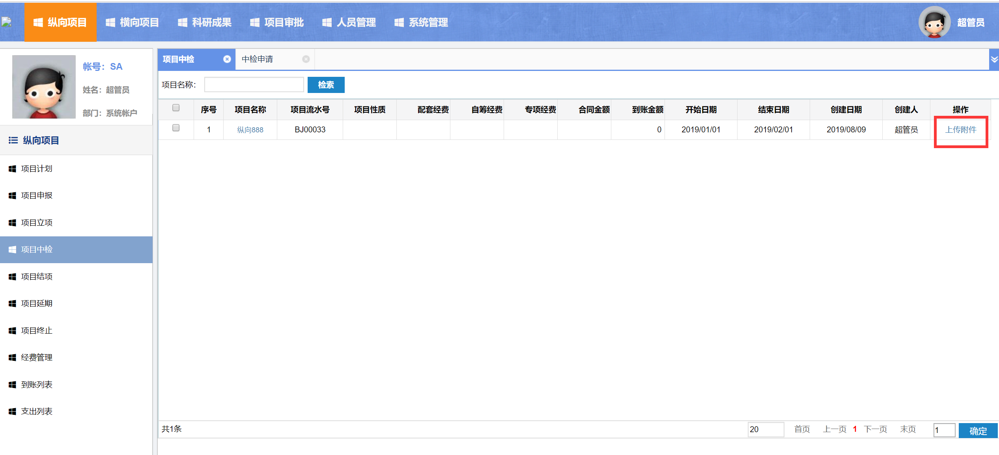 纵向项目 横向项目 科研成果 项目审批 人员管理 系统管理 超管员
帐号：SA
姓名：超管员
部门：系统帐户
纵向项目
项目计划
项目申报
项目立项
项目中检
项目结项
项目延期
项目终止
经费管理
到账列表
支出列表
项目中检 中检申请
项目名称： 检索
序号 项目名称 项目流水号 项目性质 配套经费 自筹经费 专项经费 合同金额 到账金额 开始日期 结束日期 创建日期 创建人 操作
1 纵向888 BJ00033 0 2019/01/01 2019/02/01 2019/08/09 超管员 上传附件
共1条 20 首页 上一页 1 下一页 末页 1 确定